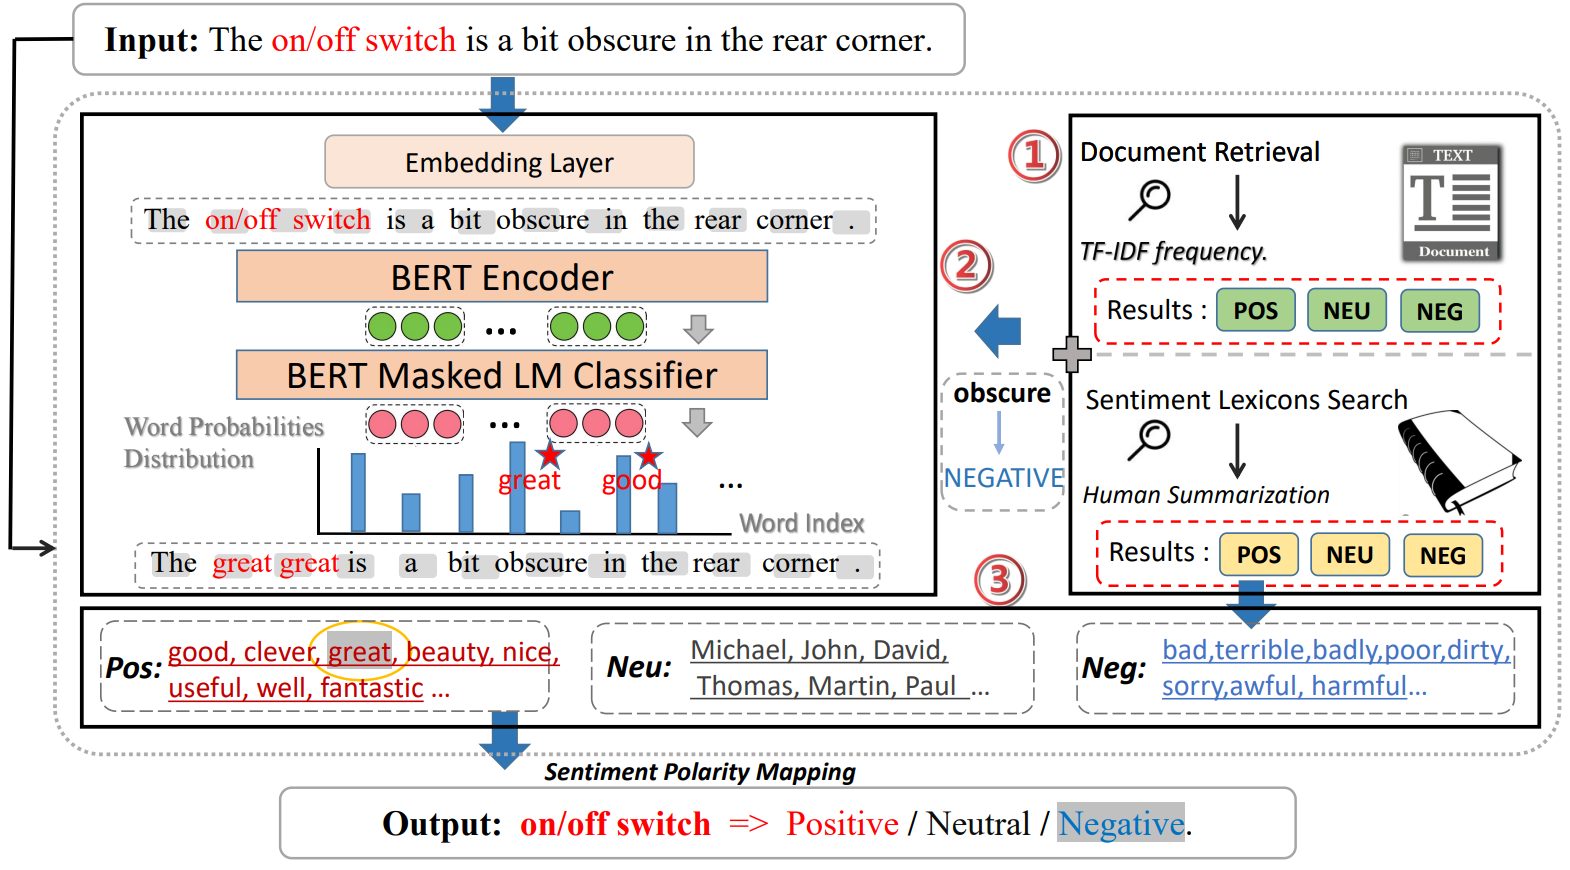 Input: The on/off switch is a bit obscure in the rear corner.
Embedding Layer
The on/off switch is a bit obscure in the rear corner .
BERT Encoder
...
BERT Masked LM Classifier
...
Word Probabilities
Distribution
great good ...
Word Index
The great great is a bit obscure in the rear corner .
1
Document Retrieval
TEXT
T
Document
TF-IDF frequency.
Results : POS NEU NEG
2
obscure
NEGATIVE
Sentiment Lexicons Search
Human Summarization
Results : POS NEU NEG
3
Pos: good, clever, great, beauty, nice,
useful, well, fantastic ...
Neu: Michael, John, David,
Thomas, Martin, Paul ...
Neg: bad,terrible,badly,poor,dirty,
sorry,awful, harmful...
Sentiment Polarity Mapping
Output: on/off switch => Positive / Neutral / Negative.